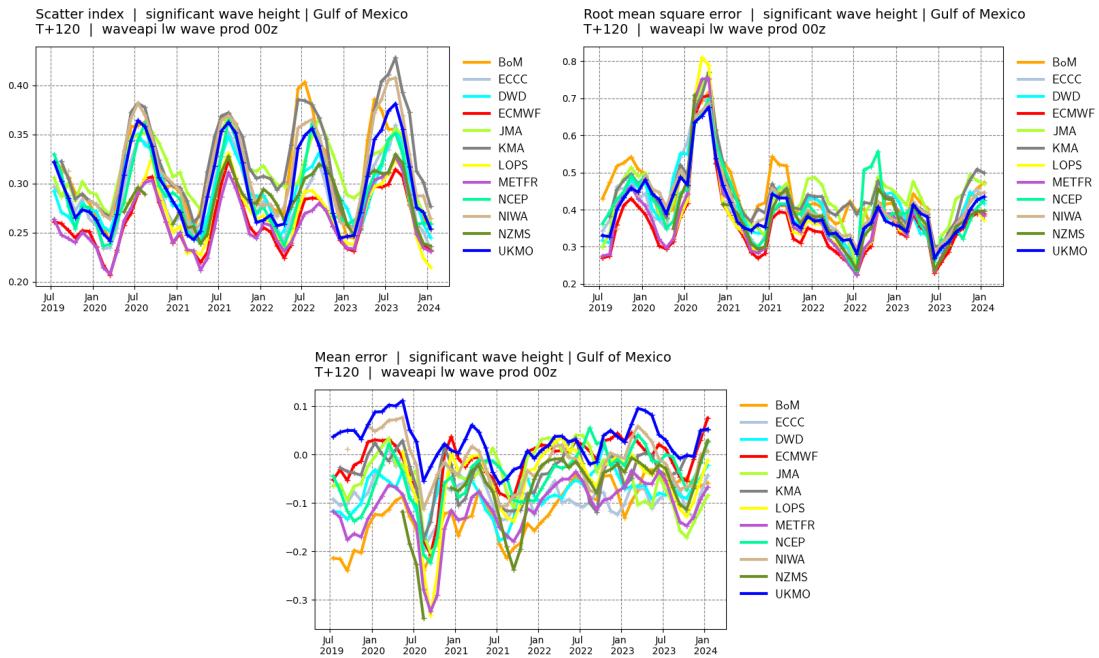 Scatter index | significant wave height | Gulf of Mexico
T+120 | waveapi lw wave prod 00z
0.40
0.35
0.30
0.25
0.20
Jul 2019
Jan 2020
Jul 2020
Jan 2021
Jul 2021
Jan 2022
Jul 2022
Jan 2023
Jul 2023
Jan 2024
BoM
ECCC
DWD
ECMWF
JMA
KMA
LOPS
METFR
NCEP
NIWA
NZMS
UKMO
Root mean square error | significant wave height | Gulf of Mexico
T+120 | waveapi lw wave prod 00z
0.8
0.7
0.6
0.5
0.4
0.3
0.2
Jul 2019
Jan 2020
Jul 2020
Jan 2021
Jul 2021
Jan 2022
Jul 2022
Jan 2023
Jul 2023
Jan 2024
BoM
ECCC
DWD
ECMWF
JMA
KMA
LOPS
METFR
NCEP
NIWA
NZMS
UKMO
Mean error | significant wave height | Gulf of Mexico
T+120 | waveapi lw wave prod 00z
0.1
0.0
−0.1
−0.2
−0.3
Jul 2019
Jan 2020
Jul 2020
Jan 2021
Jul 2021
Jan 2022
Jul 2022
Jan 2023
Jul 2023
Jan 2024
BoM
ECCC
DWD
ECMWF
JMA
KMA
LOPS
METFR
NCEP
NIWA
NZMS
UKMO